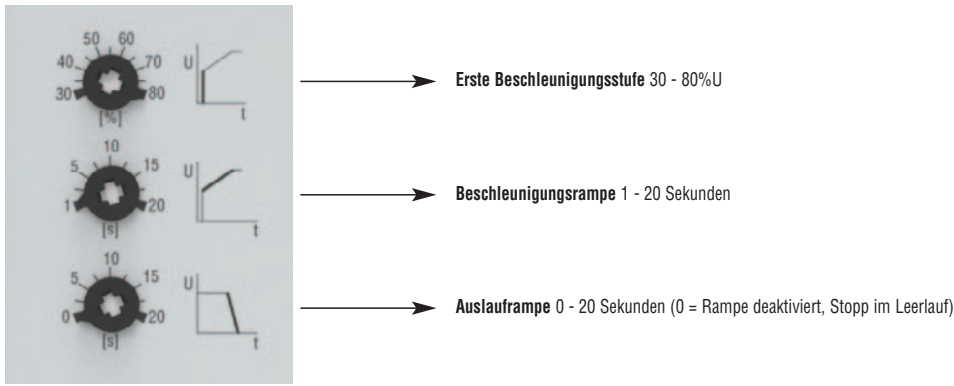 50 60
40 70
30 80
[%]
U
t
Erste Beschleunigungsstufe 30 - 80%U
10
5 15
1 20
[s]
U
t
Beschleunigungsrampe 1 - 20 Sekunden
10
5 15
0 20
[s]
U
t
Auslauframpe 0 - 20 Sekunden (0 = Rampe deaktiviert, Stopp im Leerlauf)